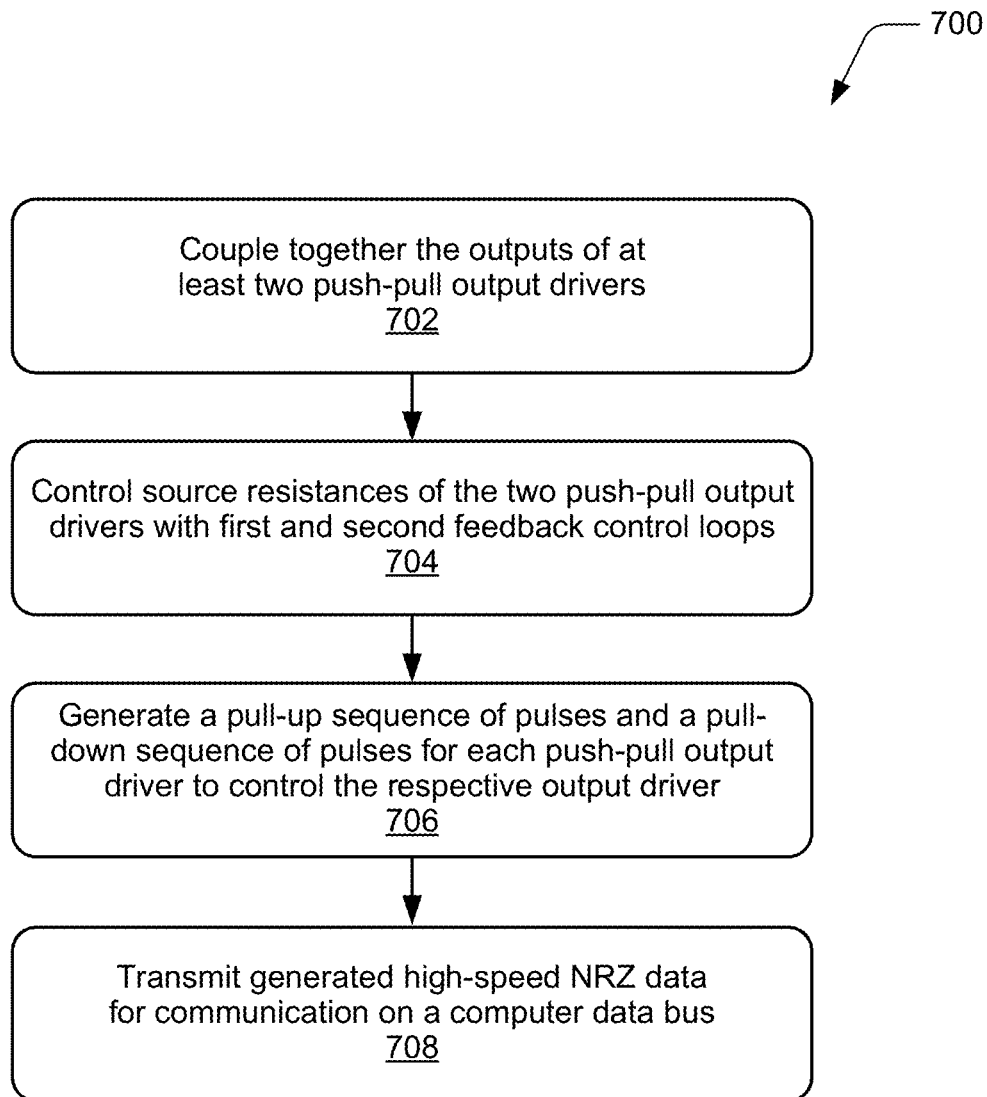 700
Couple together the outputs of at
least two push-pull output drivers
702
Control source resistances of the two push-pull output
drivers with first and second feedback control loops
704
Generate a pull-up sequence of pulses and a pull-
down sequence of pulses for each push-pull output
driver to control the respective output driver
706
Transmit generated high-speed NRZ data
for communication on a computer data bus
708